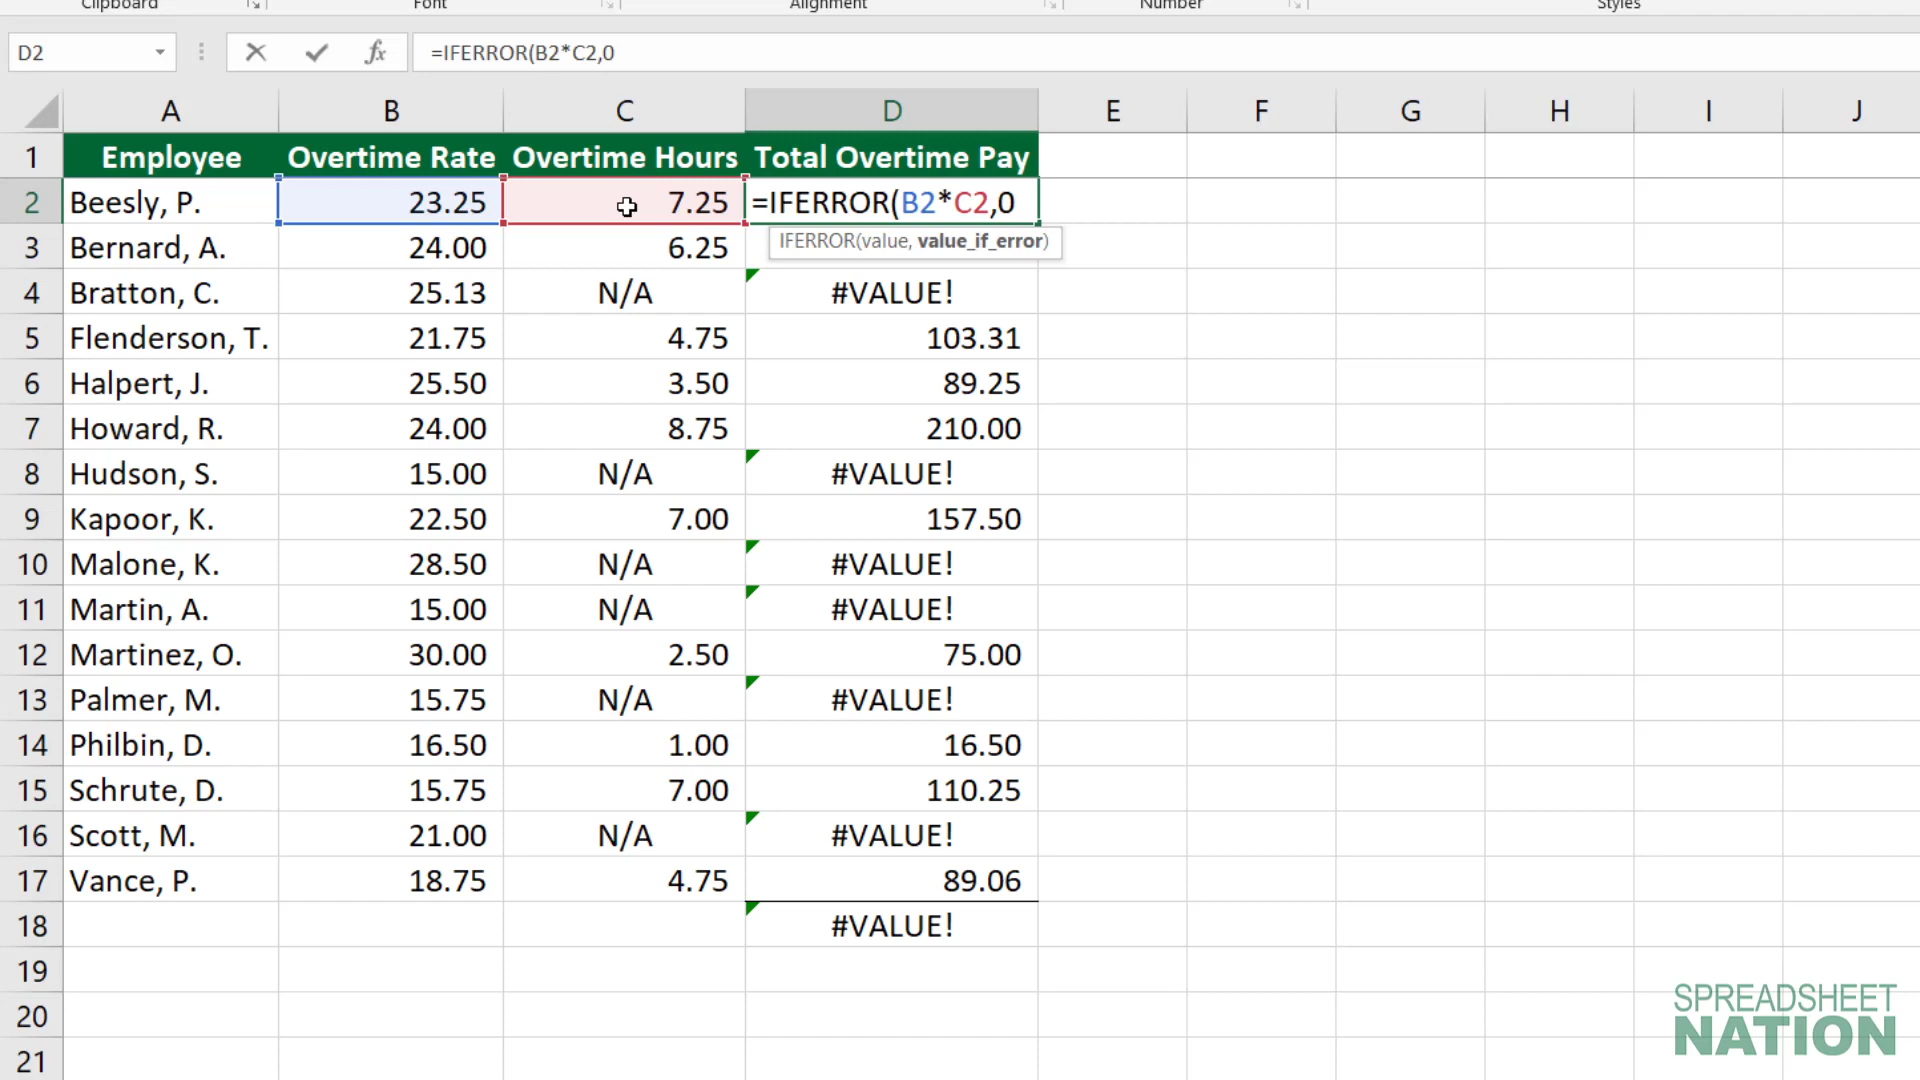 Clipboard Font Alignment Number Styles
D2 fx =IFERROR(B2*C2,0
A B C D E F G H I J
1 Employee Overtime Rate Overtime Hours Total Overtime Pay
2 Beesly, P. 23.25 7.25 =IFERROR(B2*C2,0
IFERROR(value, value_if_error)
3 Bernard, A. 24.00 6.25
4 Bratton, C. 25.13 N/A #VALUE!
5 Flenderson, T. 21.75 4.75 103.31
6 Halpert, J. 25.50 3.50 89.25
7 Howard, R. 24.00 8.75 210.00
8 Hudson, S. 15.00 N/A #VALUE!
9 Kapoor, K. 22.50 7.00 157.50
10 Malone, K. 28.50 N/A #VALUE!
11 Martin, A. 15.00 N/A #VALUE!
12 Martinez, O. 30.00 2.50 75.00
13 Palmer, M. 15.75 N/A #VALUE!
14 Philbin, D. 16.50 1.00 16.50
15 Schrute, D. 15.75 7.00 110.25
16 Scott, M. 21.00 N/A #VALUE!
17 Vance, P. 18.75 4.75 89.06
18 #VALUE!
19
20
21
SPREADSHEET
NATION